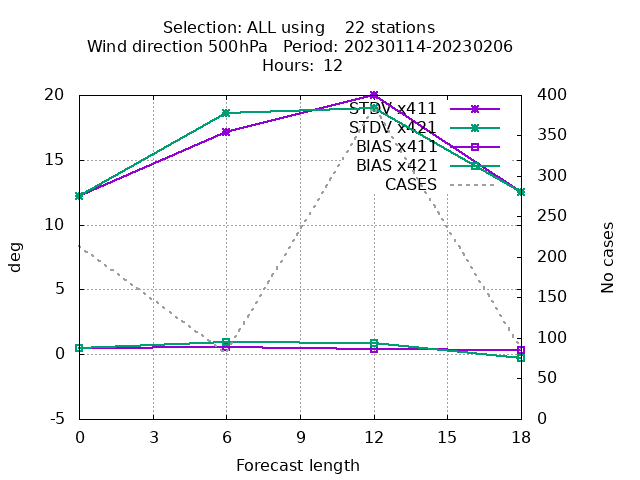 Selection: ALL using    22 stations
Wind direction 500hPa   Period: 20230114-20230206
Hours: 12
STDV x411
STDV x421
BIAS x411
BIAS x421
CASES
deg
20
15
10
5
0
-5
No cases
400
350
300
250
200
150
100
50
0
0 3 6 9 12 15 18
Forecast length